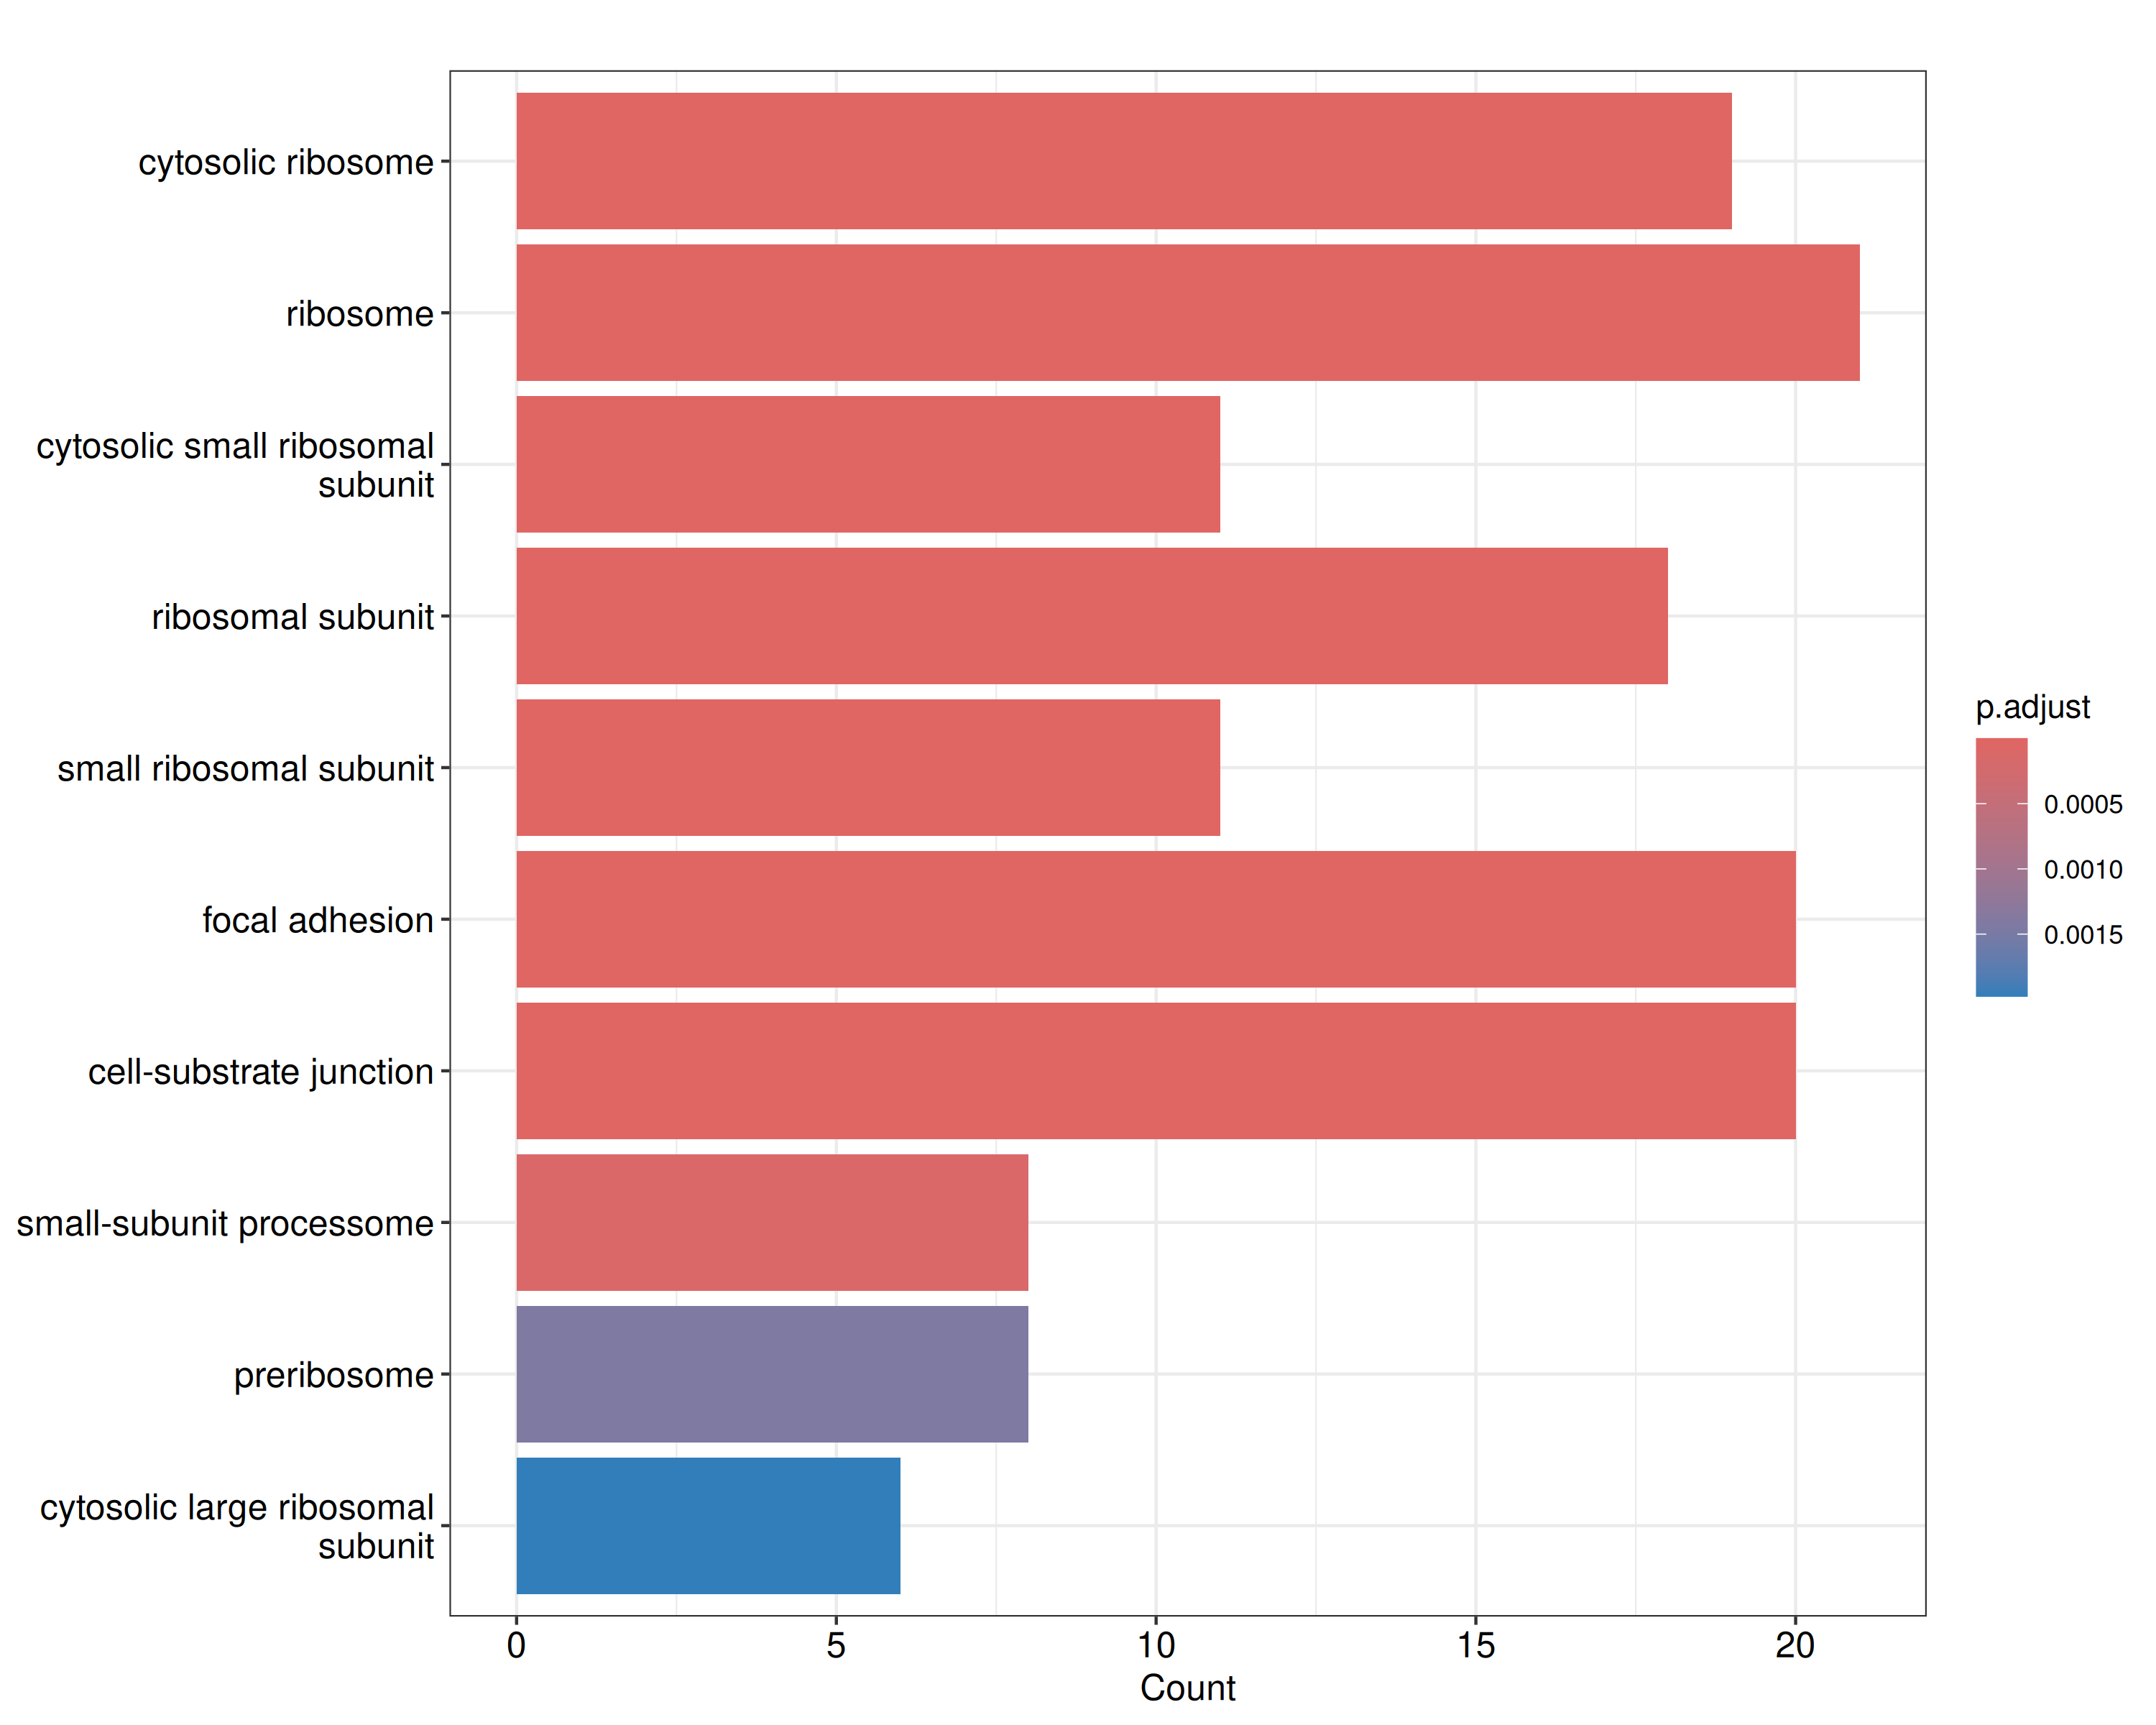 cytosolic ribosome
ribosome
cytosolic small ribosomal
subunit
ribosomal subunit
small ribosomal subunit
focal adhesion
cell-substrate junction
small-subunit processome
preribosome
cytosolic large ribosomal
subunit
0 5 10 15 20
Count
p.adjust
0.0005
0.0010
0.0015